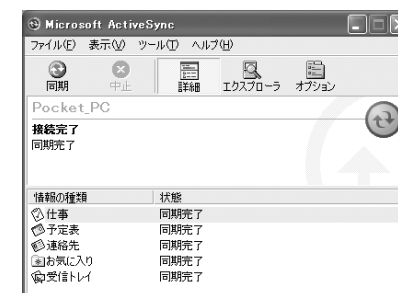 Microsoft ActiveSync
ファイル(F) 表示(V) ツール(T) ヘルプ(H)
同期 中止 詳細 エクスプローラ オプション
Pocket_PC
接続完了
同期完了
情報の種類 状態
仕事 同期完了
予定表 同期完了
連絡先 同期完了
お気に入り 同期完了
受信トレイ 同期完了